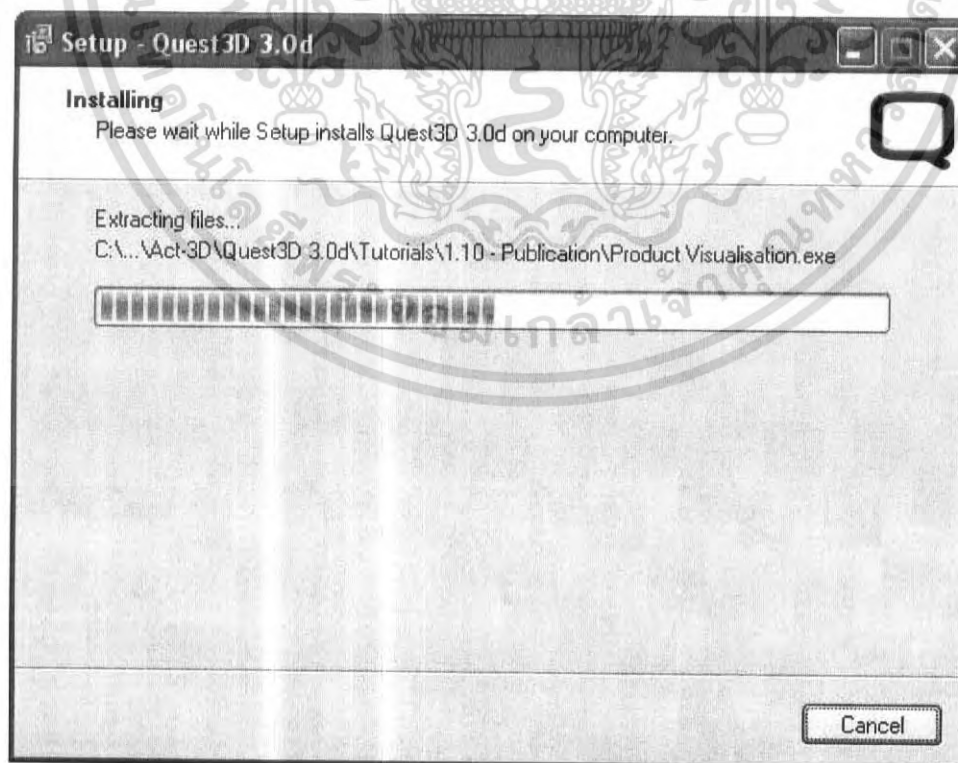 Setup - Quest3D 3.0d
Installing
Please wait while Setup installs Quest3D 3.0d on your computer.
Extracting files...
C:\...\Act-3D\Quest3D 3.0d\Tutorials\1.10 - Publication\Product Visualisation.exe
Cancel